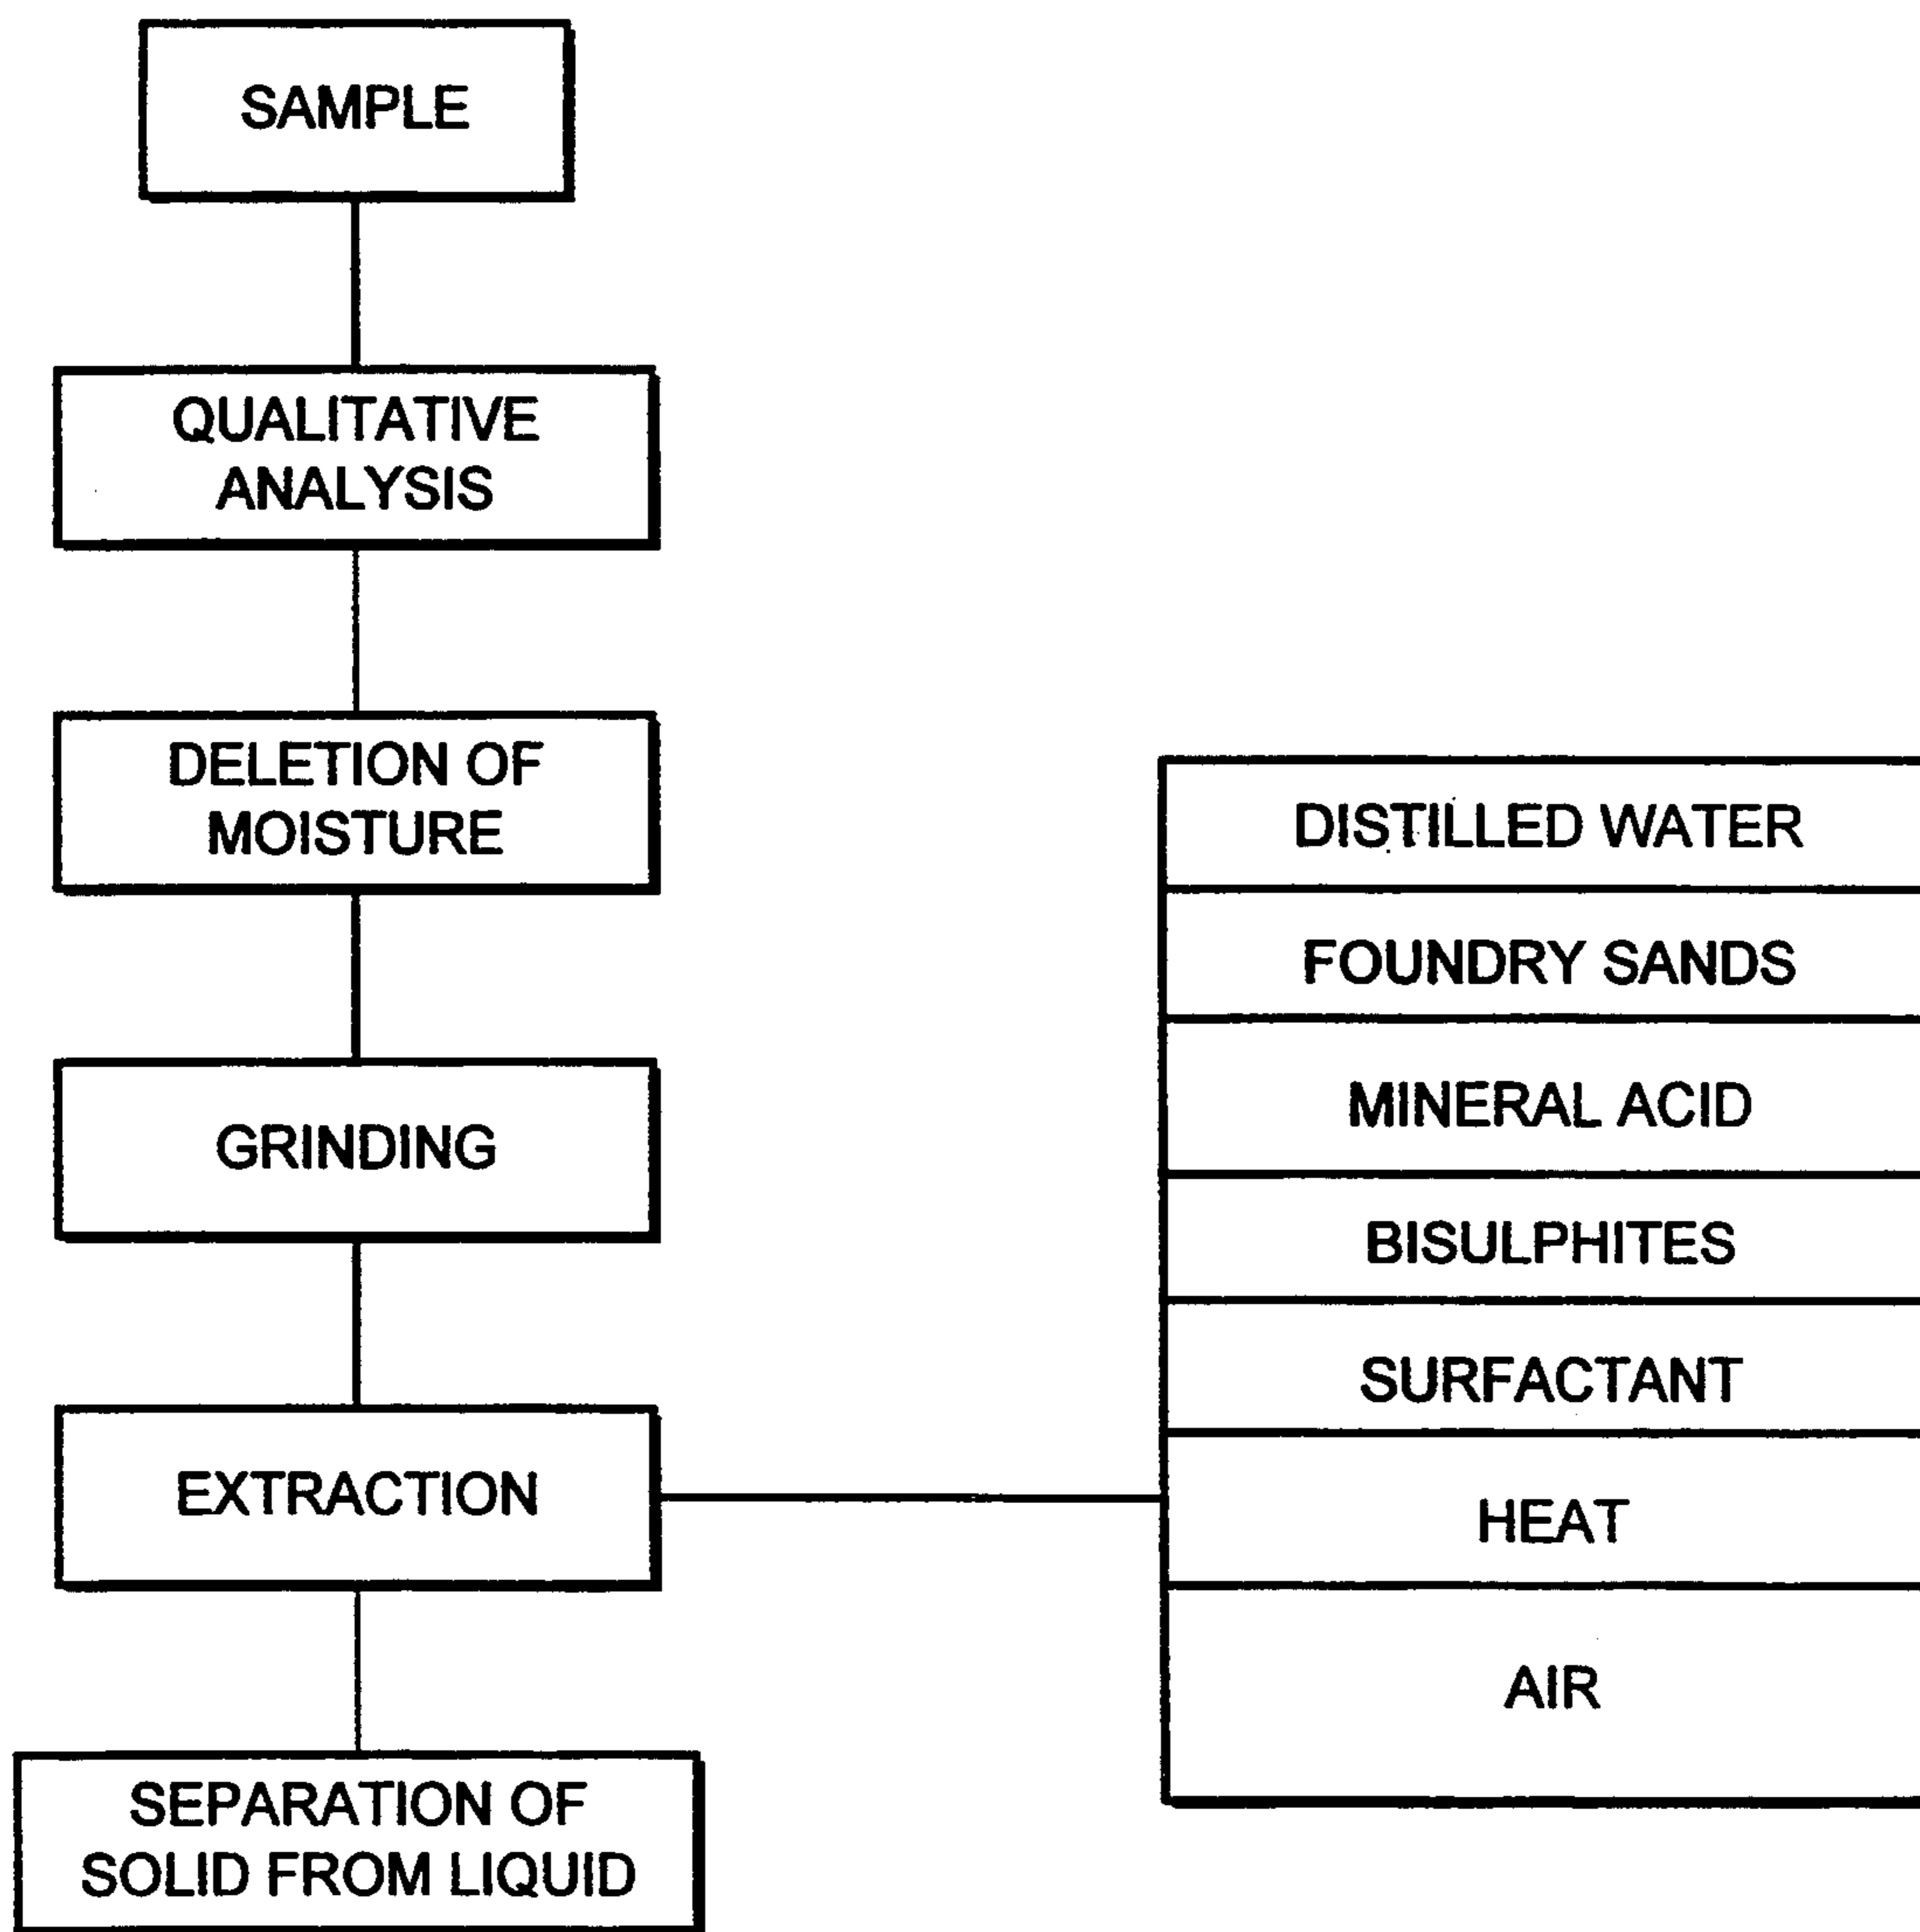 SAMPLE
QUALITATIVE
ANALYSIS
DELETION OF
MOISTURE
GRINDING
EXTRACTION
SEPARATION OF
SOLID FROM LIQUID
DISTILLED WATER
FOUNDRY SANDS
MINERAL ACID
BISULPHITES
SURFACTANT
HEAT
AIR